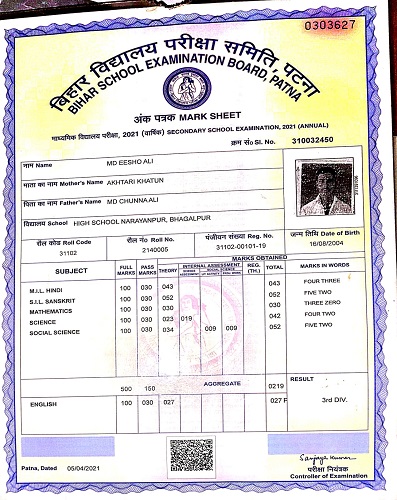 0303627
बिहार विद्यालय परीक्षा समिति पटना
BIHAR SCHOOL EXAMINATION BOARD, PATNA
अंक पत्रक MARK SHEET
माध्यमिक विद्यालय परीक्षा, 2021 (वार्षिक) SECONDARY SCHOOL EXAMINATION, 2021 (ANNUAL)
क्रम सं० Sl. No. 310032450
नाम Name MD EESHO ALI
माता का नाम Mother's Name AKHTARI KHATUN
पिता का नाम Father's Name MD CHUNNA ALI
विद्यालय School HIGH SCHOOL NARAYANPUR, BHAGALPUR
रौल कोड Roll Code रौल नं० Roll No. पंजीयन संख्या Reg. No. जन्म तिथि Date of Birth
31102 2140005 31102-00101-19 16/08/2004
MARKS OBTAINED
SUBJECT FULL MARKS PASS MARKS THEORY INTERNAL ASSESSMENT REG. (TH.) TOTAL MARKS IN WORDS
SOCIAL SCIENCE
M.I.L. HINDI 100 030 043 043 FOUR THREE
S.I.L. SANSKRIT 100 030 052 052 FIVE TWO
MATHEMATICS 100 030 030 030 THREE ZERO
SCIENCE 100 030 023 019 042 FOUR TWO
SOCIAL SCIENCE 100 030 034 009 009 052 FIVE TWO
500 150 AGGREGATE 0219 RESULT
ENGLISH 100 030 027 027 F 3rd DIV.
Patna, Dated 05/04/2021
Sanjaya Kumar
परीक्षा नियंत्रक
Controller of Examination